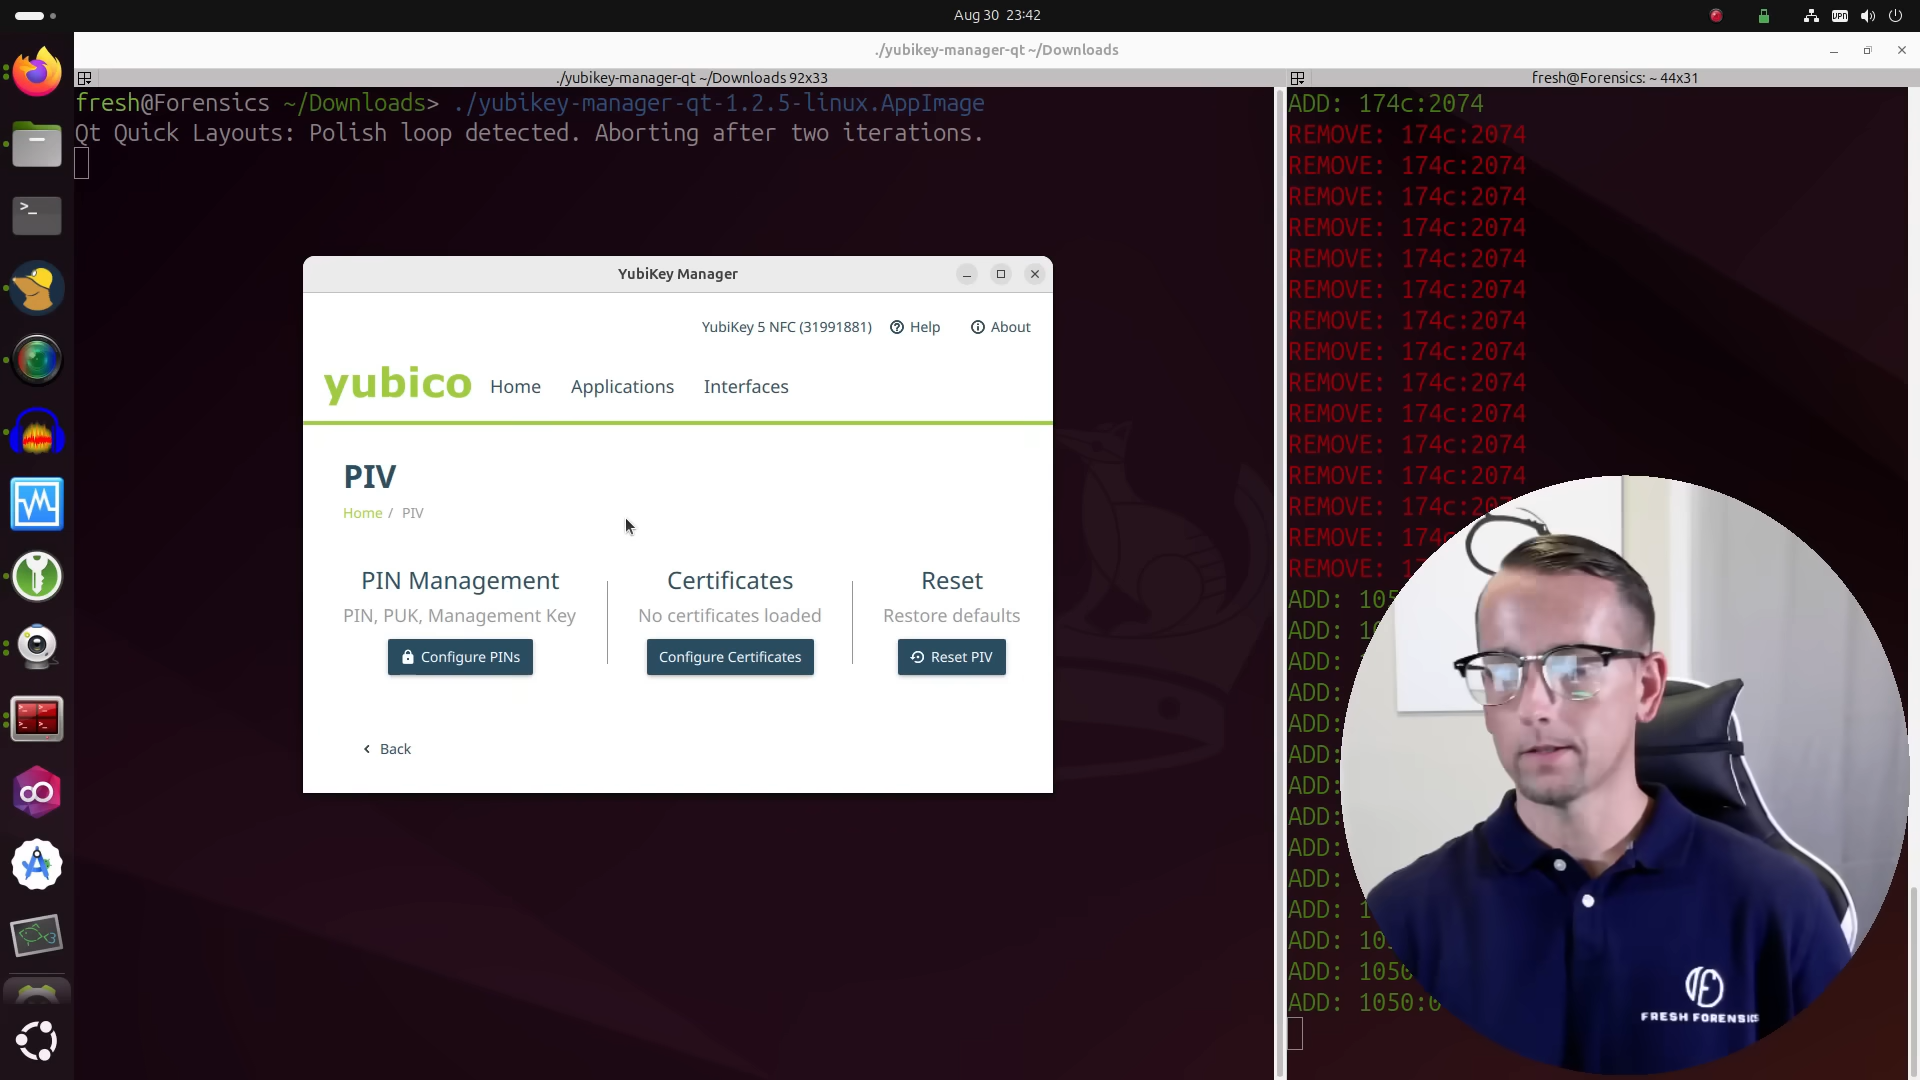 Aug 30 23:42
VPN
./yubikey-manager-qt ~/Downloads
./yubikey-manager-qt ~/Downloads 92x33
fresh@Forensics: ~ 44x31
fresh@Forensics ~/Downloads> ./yubikey-manager-qt-1.2.5-linux.AppImage
Qt Quick Layouts: Polish loop detected. Aborting after two iterations.
YubiKey Manager
YubiKey 5 NFC (31991881) Help About
yubico Home Applications Interfaces
PIV
Home / PIV
PIN Management
PIN, PUK, Management Key
Configure PINs
Certificates
No certificates loaded
Configure Certificates
Reset
Restore defaults
Reset PIV
Back
ADD: 174c:2074
REMOVE: 174c:2074
REMOVE: 174c:2074
REMOVE: 174c:2074
REMOVE: 174c:2074
REMOVE: 174c:2074
REMOVE: 174c:2074
REMOVE: 174c:2074
REMOVE: 174c:2074
REMOVE: 174c:2074
REMOVE: 174c:2074
REMOVE: 174c:2074
REMOVE: 174c:2074
REMOVE:
REMOVE:
REMOVE:
ADD:
ADD:
ADD:
ADD:
ADD:
ADD:
ADD:
ADD:
ADD:
ADD:
ADD:
ADD:
ADD: 1050
ADD: 1050:0
FRESH FORENSICS